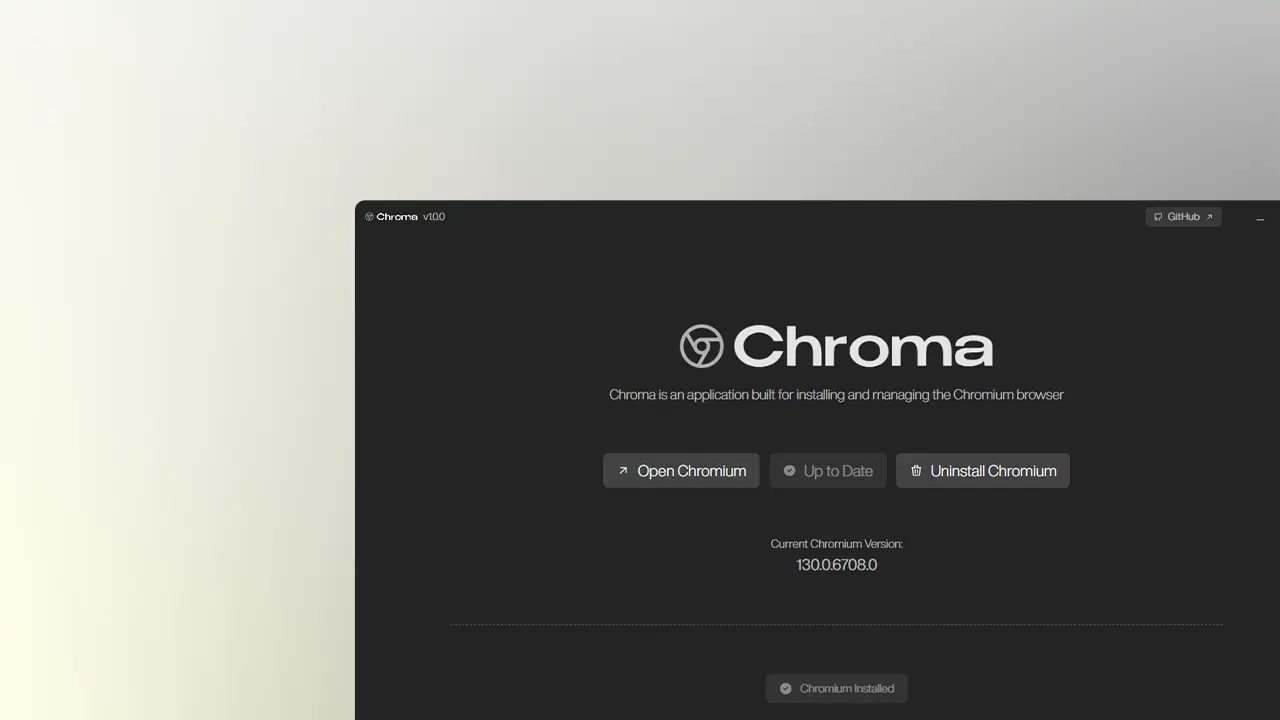 Chroma v1.0.0
GitHub
Chroma
Chroma is an application built for installing and managing the Chromium browser
Open Chromium
Up to Date
Uninstall Chromium
Current Chromium Version:
130.0.6708.0
Chromium Installed